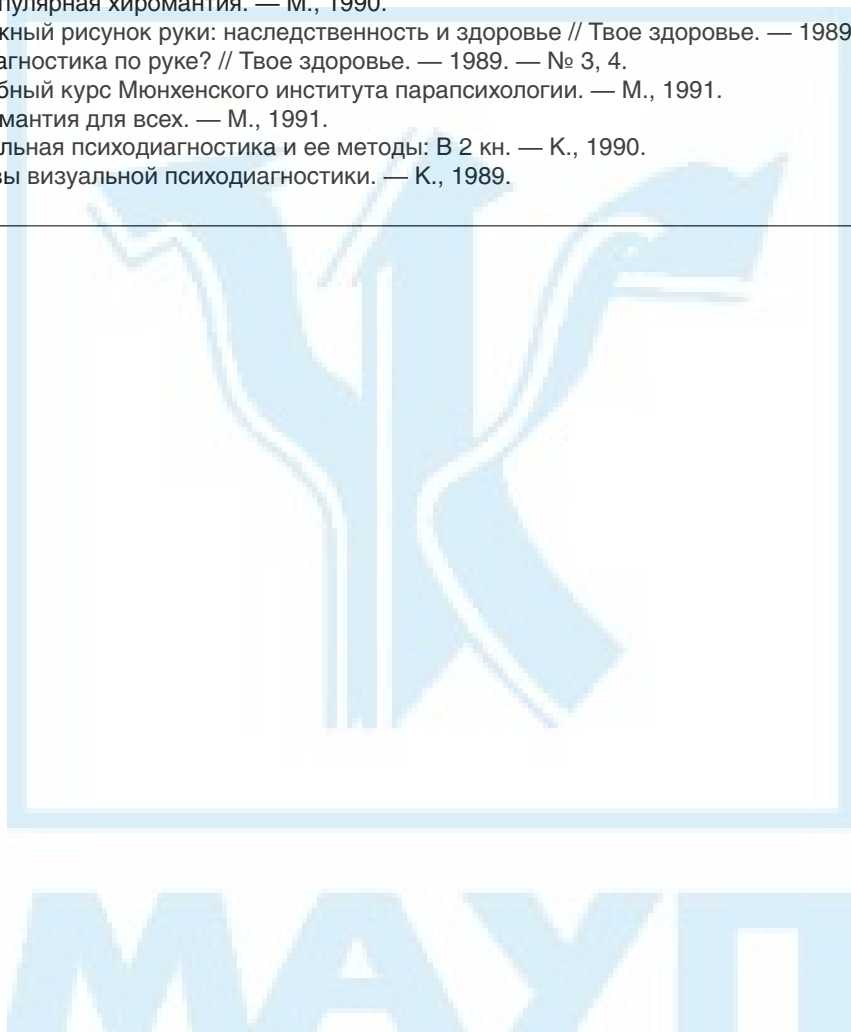 пулярная хиромантия. — М., 1990.
жный рисунок руки: наследственность и здоровье // Твое здоровье. — 1989
агностика по руке? // Твое здоровье. — 1989. — № 3, 4.
бный курс Мюнхенского института парапсихологии. — М., 1991.
мантия для всех. — М., 1991.
льная психодиагностика и ее методы: В 2 кн. — К., 1990.
вы визуальной психодиагностики. — К., 1989.
МАУП